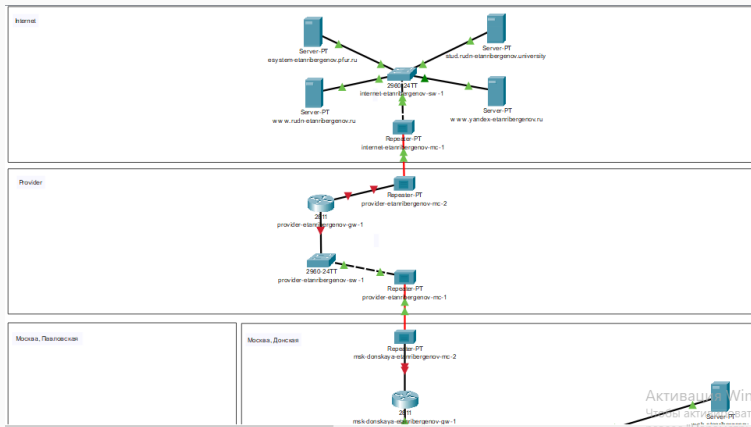 Internet
Server-PT
esystem-etanribergenov.pfur.ru
Server-PT
stud.rudn-etanribergenov.university
2960-24TT
internet-etanribergenov-sw-1
Server-PT
www.rudn-etanribergenov.ru
Server-PT
www.yandex-etanribergenov.ru
Repeater-PT
internet-etanribergenov-mc-1
Provider
Repeater-PT
provider-etanribergenov-mc-2
2811
provider-etanribergenov-gw-1
2960-24TT
provider-etanribergenov-sw-1
Repeater-PT
provider-etanribergenov-mc-1
Москва, Павловская
Москва, Донская
Repeater-PT
msk-donskaya-etanribergenov-mc-2
2811
msk-donskaya-etanribergenov-gw-1
Активация Win
Чтобы активировать
Server-PT